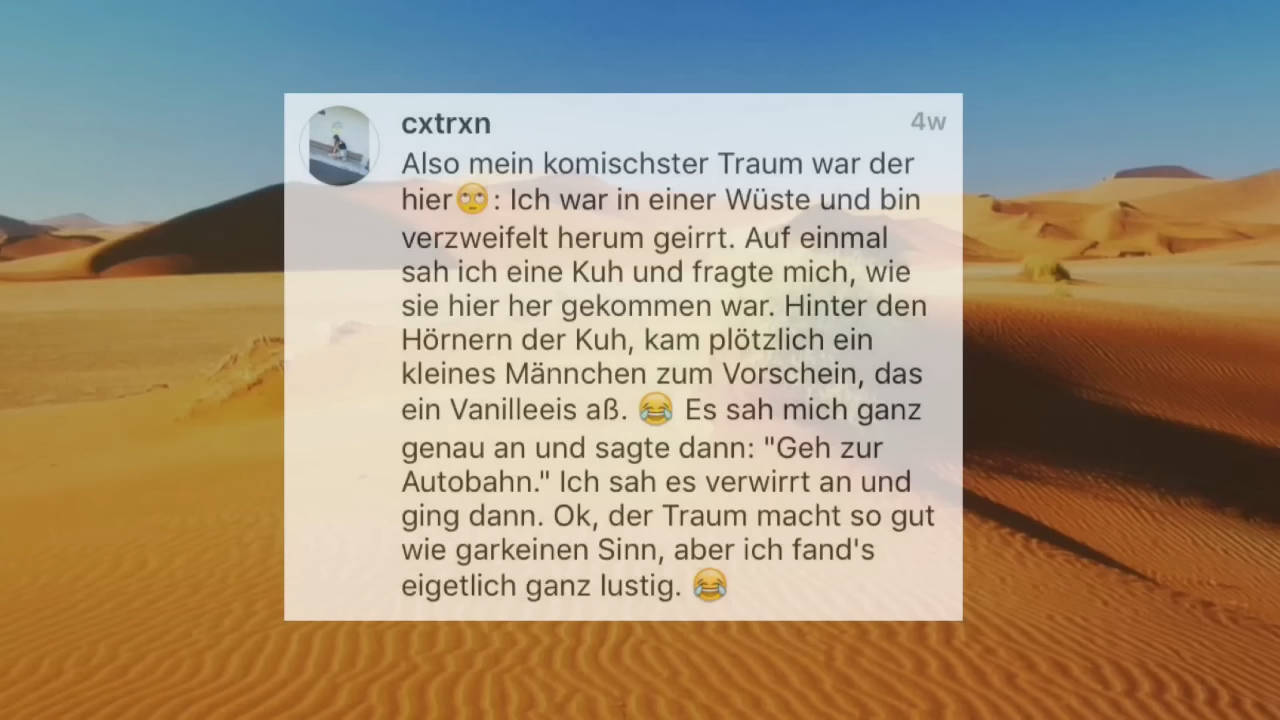 cxtrxn 4w
Also mein komischster Traum war der
hier🙄: Ich war in einer Wüste und bin
verzweifelt herum geirrt. Auf einmal
sah ich eine Kuh und fragte mich, wie
sie hier her gekommen war. Hinter den
Hörnern der Kuh, kam plötzlich ein
kleines Männchen zum Vorschein, das
ein Vanilleeis aß. 😂 Es sah mich ganz
genau an und sagte dann: "Geh zur
Autobahn." Ich sah es verwirrt an und
ging dann. Ok, der Traum macht so gut
wie garkeinen Sinn, aber ich fand's
eigetlich ganz lustig. 😂